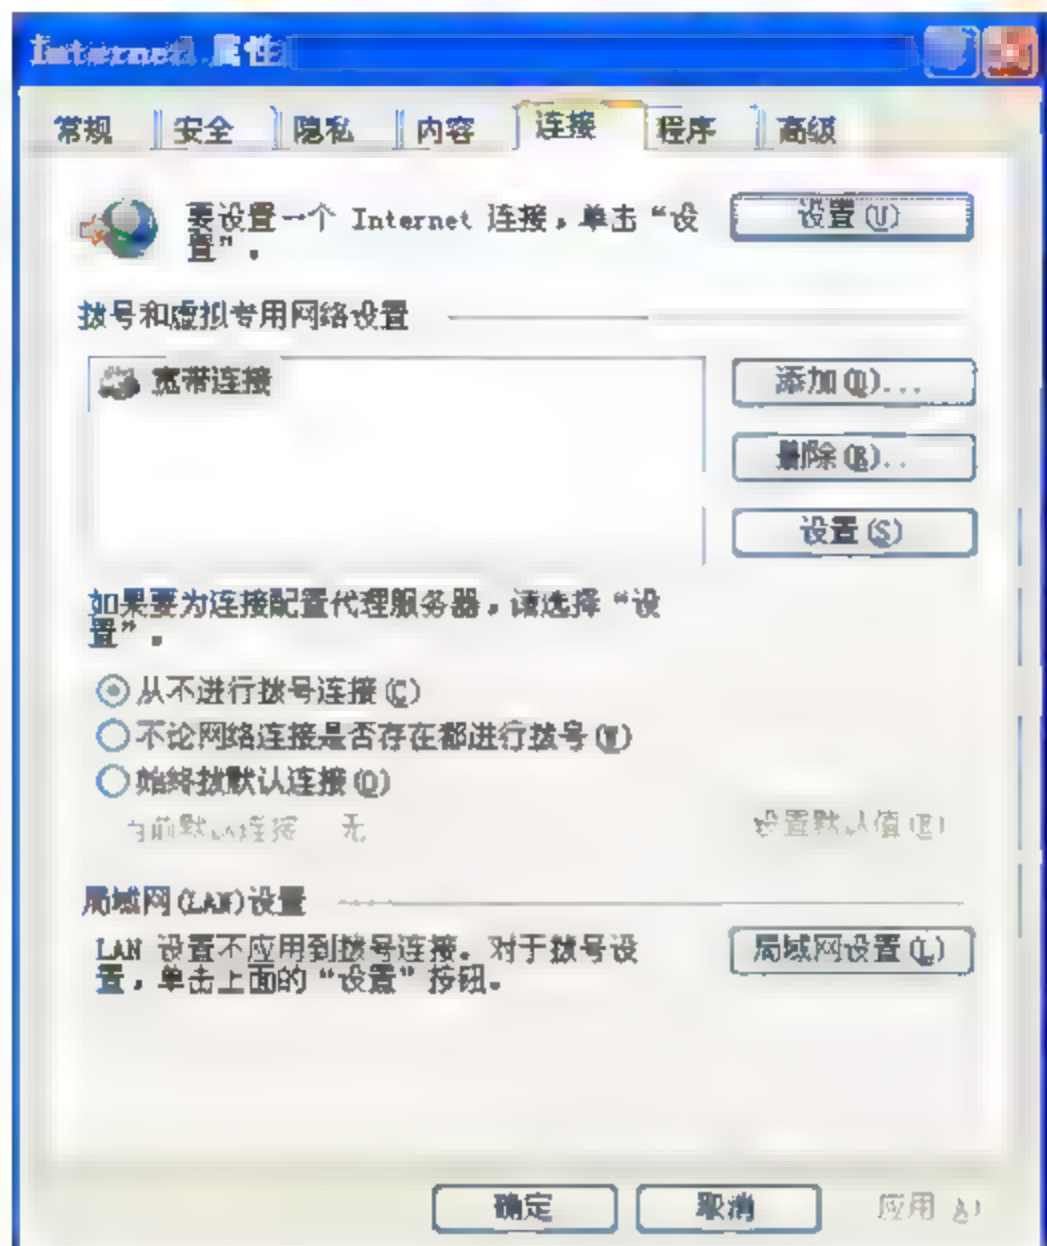 Internet 属性
常规 安全 隐私 内容 连接 程序 高级
要设置一个 Internet 连接，单击“设 设置(U)
置”。
拨号和虚拟专用网络设置
宽带连接 添加(D)...
删除(R)..
设置(S)
如果要为连接配置代理服务器，请选择“设
置”。
从不进行拨号连接(C)
不论网络连接是否存在都进行拨号(W)
始终拨默认连接(O)
当前默认连接 无 设置默认值(E)
局域网(LAN)设置
LAN 设置不应用到拨号连接。对于拨号设 局域网设置(L)
置，单击上面的“设置”按钮。
确定 取消 应用 A)